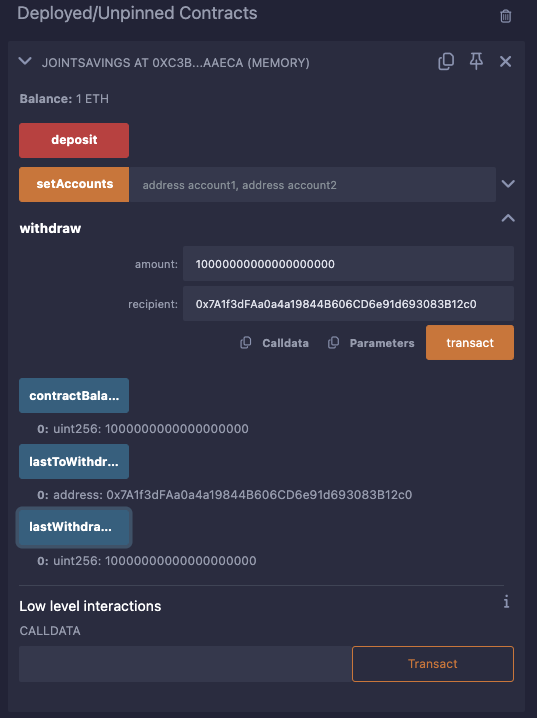 Deployed/Unpinned Contracts
JOINTSAVINGS AT 0XC3B...AAECA (MEMORY)
Balance: 1 ETH
deposit
setAccounts address account1, address account2
withdraw
amount: 10000000000000000000
recipient: 0x7A1f3dFAa0a4a19844B606CD6e91d693083B12c0
Calldata Parameters transact
contractBala...
0: uint256: 1000000000000000000
lastToWithdr...
0: address: 0x7A1f3dFAa0a4a19844B606CD6e91d693083B12c0
lastWithdra...
0: uint256: 10000000000000000000
Low level interactions
i
CALLDATA
Transact